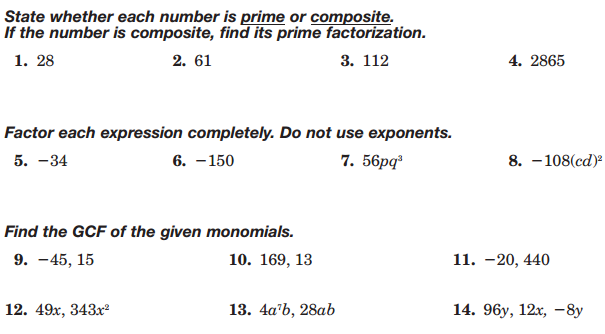 State whether each number is prime or composite.
If the number is composite, find its prime factorization.
1. 28 2. 61 3. 112 4. 2865
Factor each expression completely. Do not use exponents.
5. −34 6. −150 7. 56pq³ 8. −108(cd)²
Find the GCF of the given monomials.
9. −45, 15 10. 169, 13 11. −20, 440
12. 49x, 343x² 13. 4a⁷b, 28ab 14. 96y, 12x, −8y